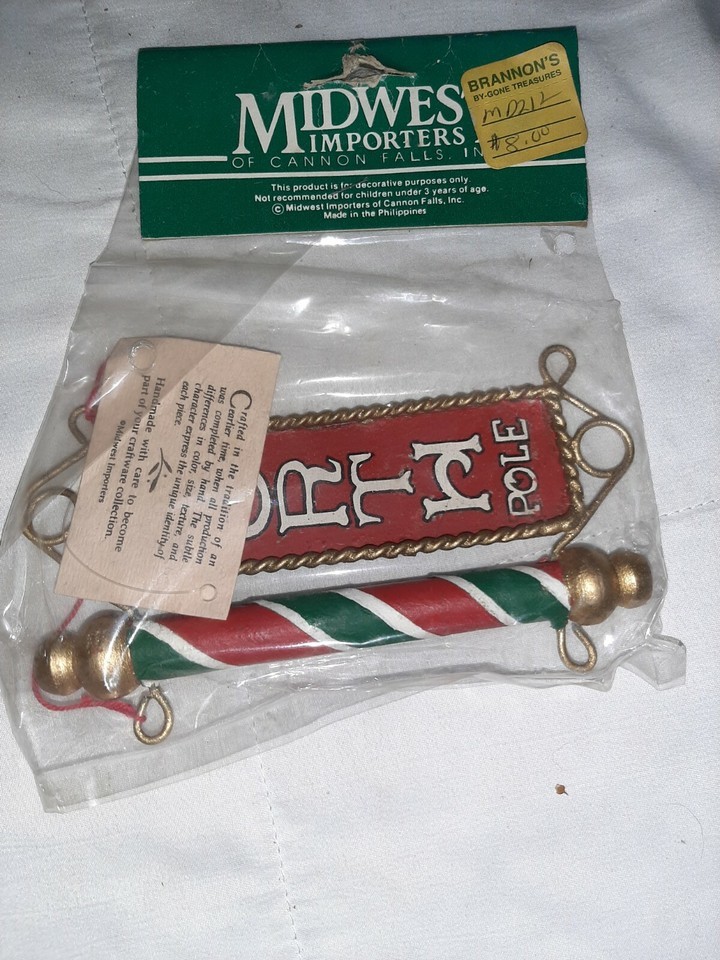 MIDWES
IMPORTERS
OF CANNON FALLS, IN
BRANNON'S
BY-GONE TREASURES
MD212
$8.00
This product is for decorative purposes only.
Not recommended for children under 3 years of age.
© Midwest Importers of Cannon Falls, Inc.
Made in the Philippines
Crafted in the tradition of an
earlier time, when all production
was completed by hand. The subtle
differences in color, size, texture, and
character express the unique identity of
each piece.
Handmade with care to become
part of your craftware collection.
©Midwest Importers
ORTH
POLE